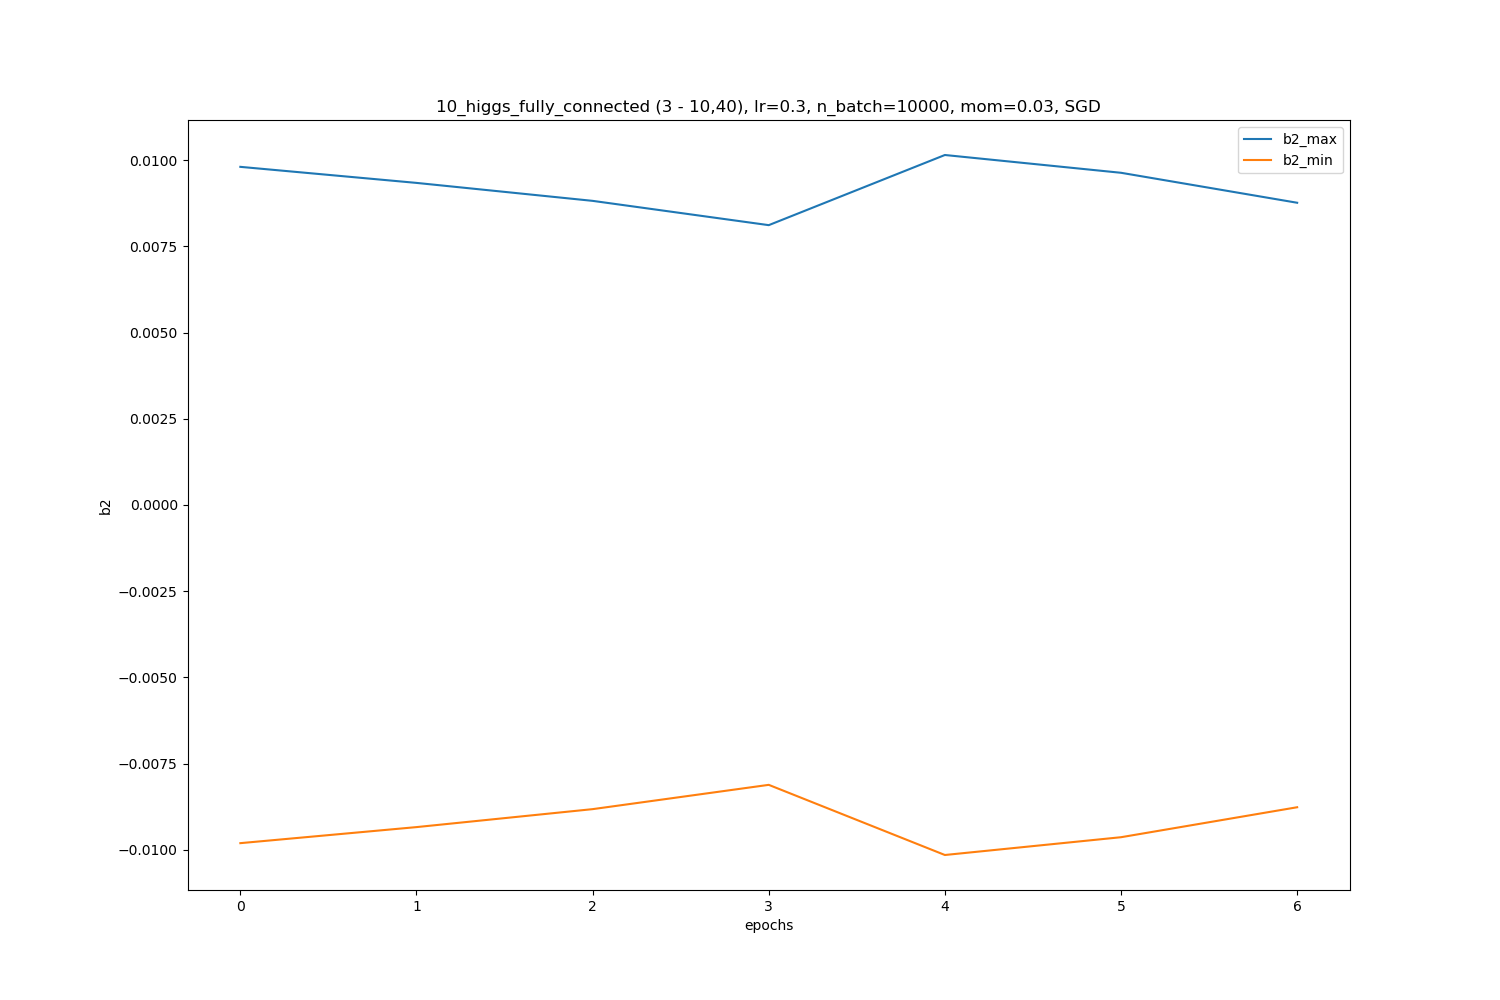 10_higgs_fully_connected (3 - 10,40), lr=0.3, n_batch=10000, mom=0.03, SGD
b2_max
b2_min
0.0100
0.0075
0.0050
0.0025
0.0000
−0.0025
−0.0050
−0.0075
−0.0100
b2
0 1 2 3 4 5 6
epochs